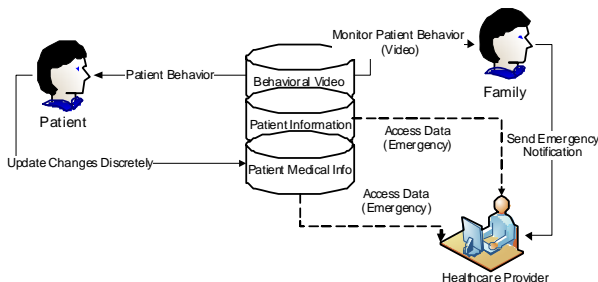 Monitor Patient Behavior
(Video)
Patient Behavior
Behavioral Video
Family
Patient
Patient Information
Access Data
(Emergency)
Send Emergency
Notification
Update Changes Discretely
Patient Medical Info
Access Data
(Emergency)
Healthcare Provider